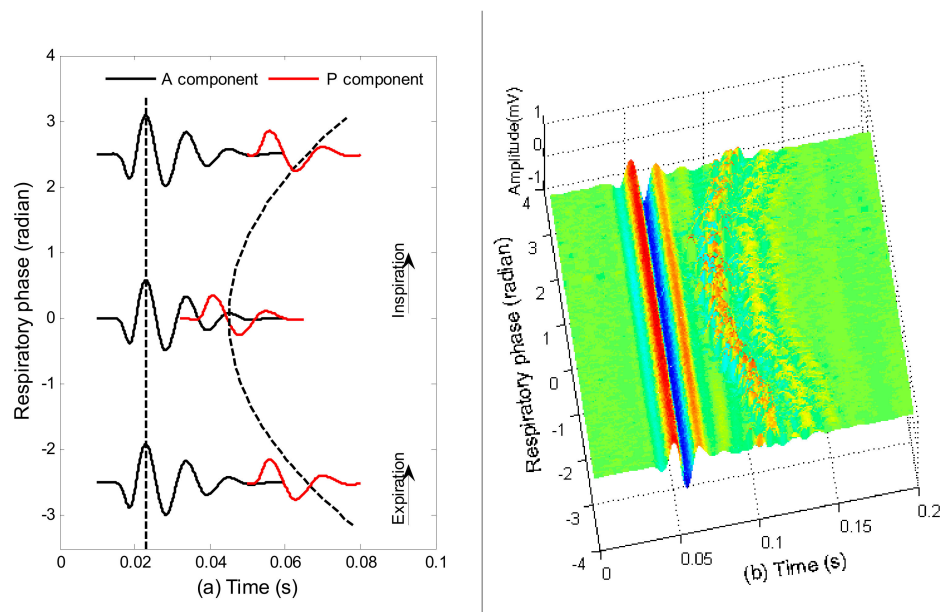 A component P component
4
3
2
1
0
-1
-2
-3
Respiratory phase (radian)
Inspiration
Expiration
0 0.02 0.04 0.06 0.08 0.1
(a) Time (s)
Amplitude(mV)
1
0
-1
4
3
2
1
0
-1
-2
-3
-4
Respiratory phase (radian)
0 0.05 0.1 0.15 0.2
(b) Time (s)